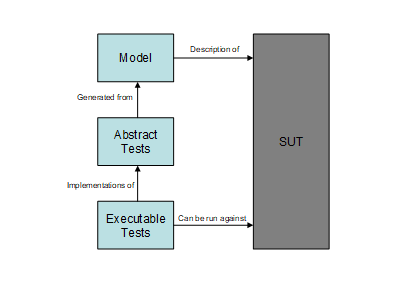 Model
Description of
Generated from
Abstract
Tests
SUT
Implementations of
Executable
Tests
Can be run against